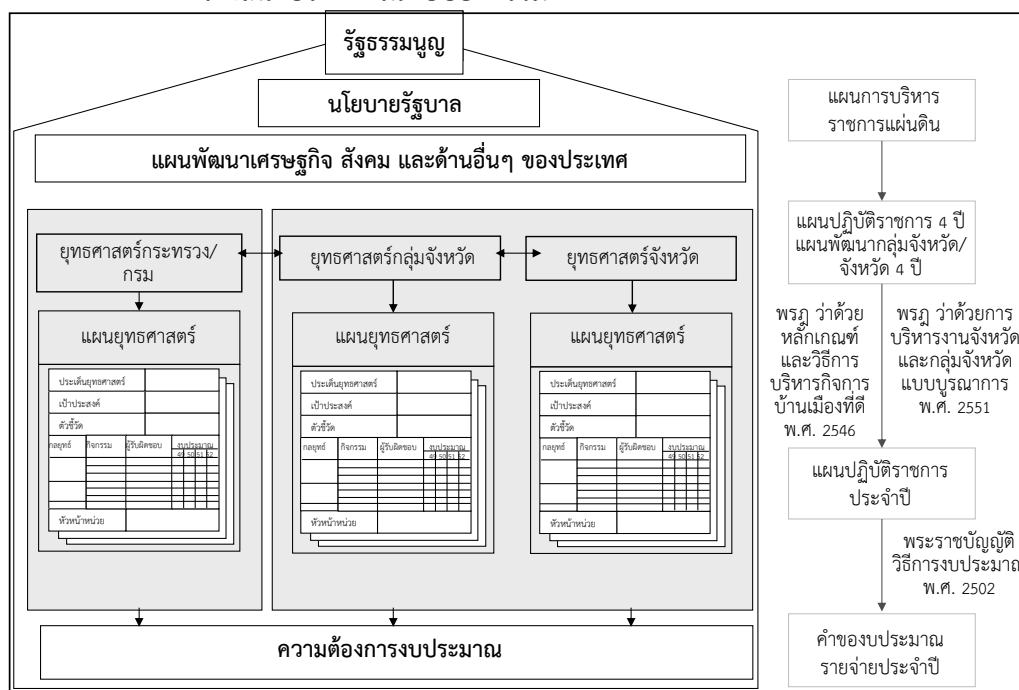 รัฐธรรมนูญ
นโยบายรัฐบาล
แผนพัฒนาเศรษฐกิจ สังคม และด้านอื่นๆ ของประเทศ
ยุทธศาสตร์กระทรวง/
กรม
ยุทธศาสตร์กลุ่มจังหวัด
ยุทธศาสตร์จังหวัด
แผนยุทธศาสตร์
ประเด็นยุทธศาสตร์
เป้าประสงค์
ตัวชี้วัด
กลยุทธ์ กิจกรรม ผู้รับผิดชอบ งบประมาณ
49 50 51 52
หัวหน้าหน่วย
แผนยุทธศาสตร์
ประเด็นยุทธศาสตร์
เป้าประสงค์
ตัวชี้วัด
กลยุทธ์ กิจกรรม ผู้รับผิดชอบ งบประมาณ
49 50 51 52
หัวหน้าหน่วย
แผนยุทธศาสตร์
ประเด็นยุทธศาสตร์
เป้าประสงค์
ตัวชี้วัด
กลยุทธ์ กิจกรรม ผู้รับผิดชอบ งบประมาณ
49 50 51 52
หัวหน้าหน่วย
ความต้องการงบประมาณ
แผนการบริหาร
ราชการแผ่นดิน
แผนปฏิบัติราชการ 4 ปี
แผนพัฒนากลุ่มจังหวัด/
จังหวัด 4 ปี
พรฎ ว่าด้วย
หลักเกณฑ์
และวิธีการ
บริหารกิจการ
บ้านเมืองที่ดี
พ.ศ. 2546
พรฎ ว่าด้วยการ
บริหารงานจังหวัด
และกลุ่มจังหวัด
แบบบูรณาการ
พ.ศ. 2551
แผนปฏิบัติราชการ
ประจำปี
พระราชบัญญัติ
วิธีการงบประมาณ
พ.ศ. 2502
คำของบประมาณ
รายจ่ายประจำปี